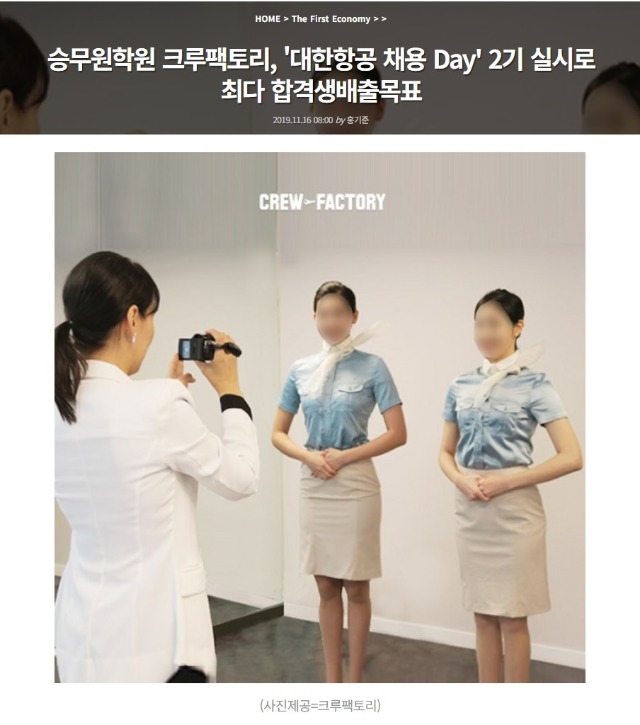 HOME > The First Economy > >
승무원학원 크루팩토리, '대한항공 채용 Day' 2기 실시로
최다 합격생배출목표
2019.11.16 08:00 by 홍기준
CREW FACTORY
(사진제공=크루팩토리)